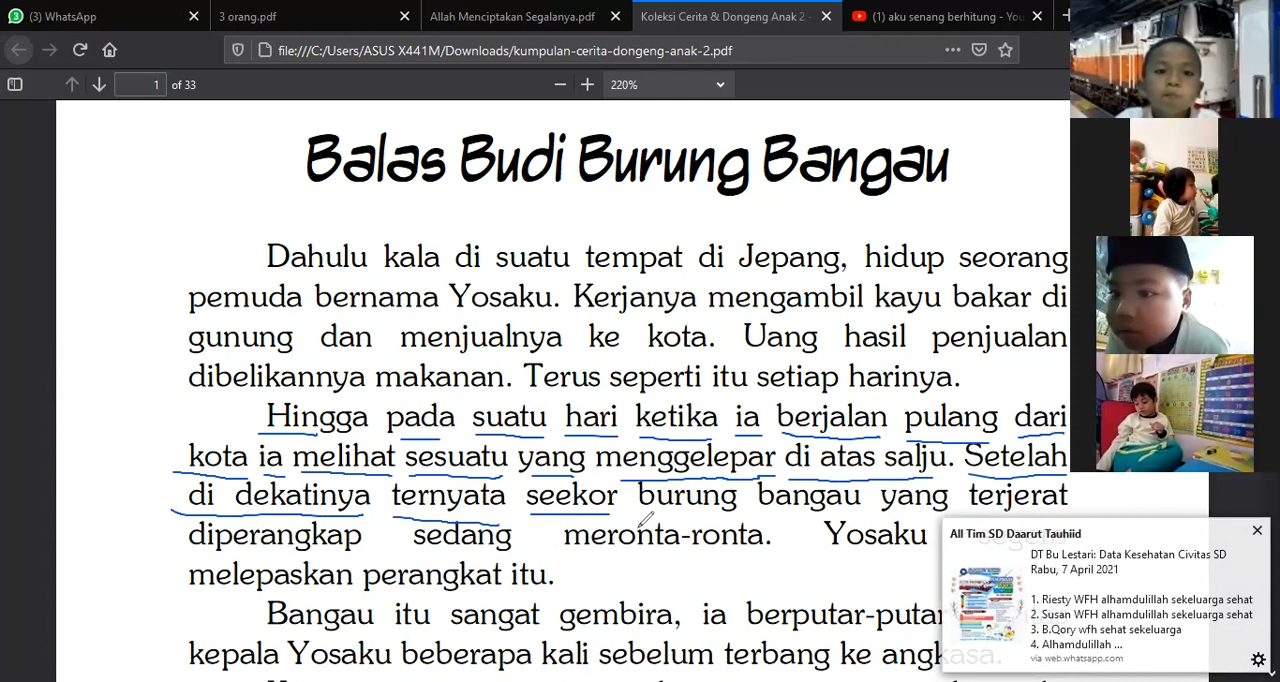 (3) WhatsApp
3 orang.pdf
Allah Menciptakan Segalanya.pdf
Koleksi Cerita & Dongeng Anak 2 -
(1) aku senang berhitung - You
file:///C:/Users/ASUS X441M/Downloads/kumpulan-cerita-dongeng-anak-2.pdf
1 of 33
220%
Balas Budi Burung Bangau
Dahulu kala di suatu tempat di Jepang, hidup seorang
pemuda bernama Yosaku. Kerjanya mengambil kayu bakar di
gunung dan menjualnya ke kota. Uang hasil penjualan
dibelikannya makanan. Terus seperti itu setiap harinya.
Hingga pada suatu hari ketika ia berjalan pulang dari
kota ia melihat sesuatu yang menggelepar di atas salju. Setelah
di dekatinya ternyata seekor burung bangau yang terjerat
diperangkap sedang meronta-ronta. Yosaku segera
melepaskan perangkat itu.
Bangau itu sangat gembira, ia berputar-putar
kepala Yosaku beberapa kali sebelum terbang ke angkasa.
All Tim SD Daarut Tauhiid
DT Bu Lestari: Data Kesehatan Civitas SD
Rabu, 7 April 2021
1. Riesty WFH alhamdulillah sekeluarga sehat
2. Susan WFH alhamdulillah sekeluarga sehat
3. B.Qory wfh sehat sekeluarga
4. Alhamdulillah ...
via web.whatsapp.com